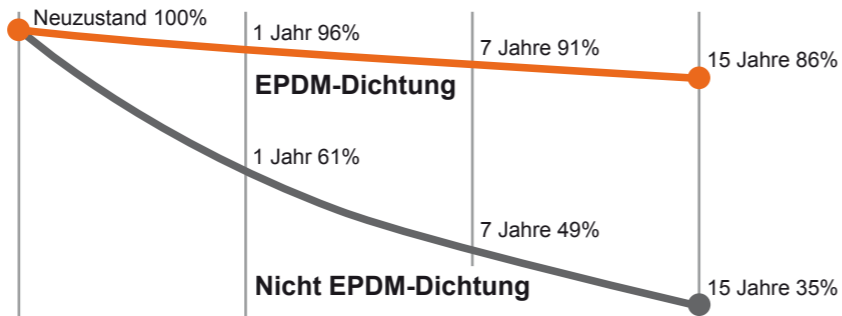 Neuzustand 100%
1 Jahr 96%
7 Jahre 91%
15 Jahre 86%
EPDM-Dichtung
1 Jahr 61%
7 Jahre 49%
Nicht EPDM-Dichtung
15 Jahre 35%